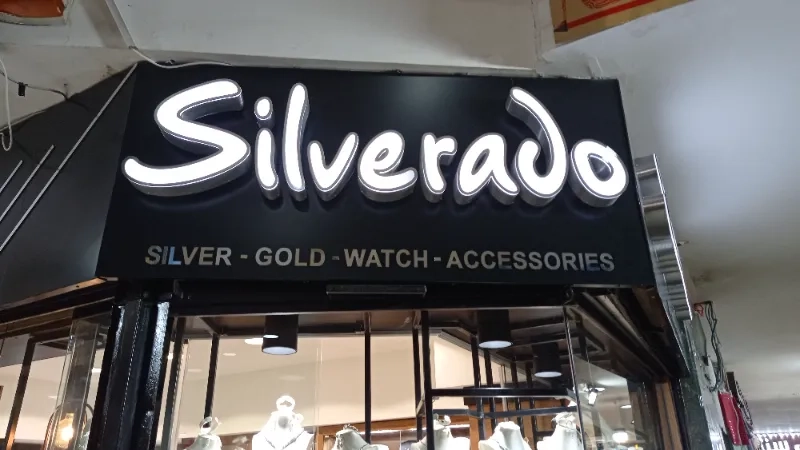 Silverado
SILVER - GOLD - WATCH - ACCESSORIES